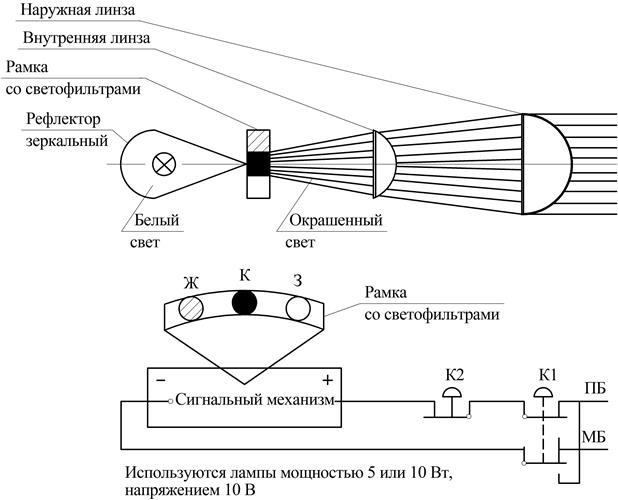 Наружная линза
Внутренняя линза
Рамка
со светофильтрами
Рефлектор
зеркальный
Белый
свет
Окрашенный
свет
Ж
К
З
Рамка
со светофильтрами
–
+
Сигнальный механизм
К2
К1
ПБ
МБ
Используются лампы мощностью 5 или 10 Вт,
напряжением 10 В